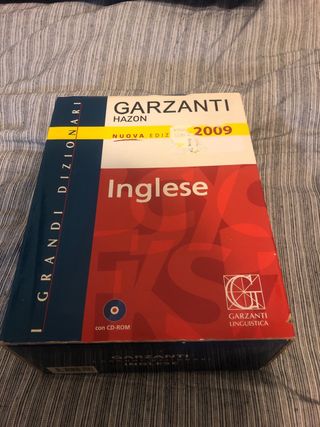 GARZANTI
HAZON
NUOVA EDIZ 2009
Inglese
I GRANDI DIZIONARI
con CD-ROM
GARZANTI
LINGUISTICA
GARZANTI
INGLESE